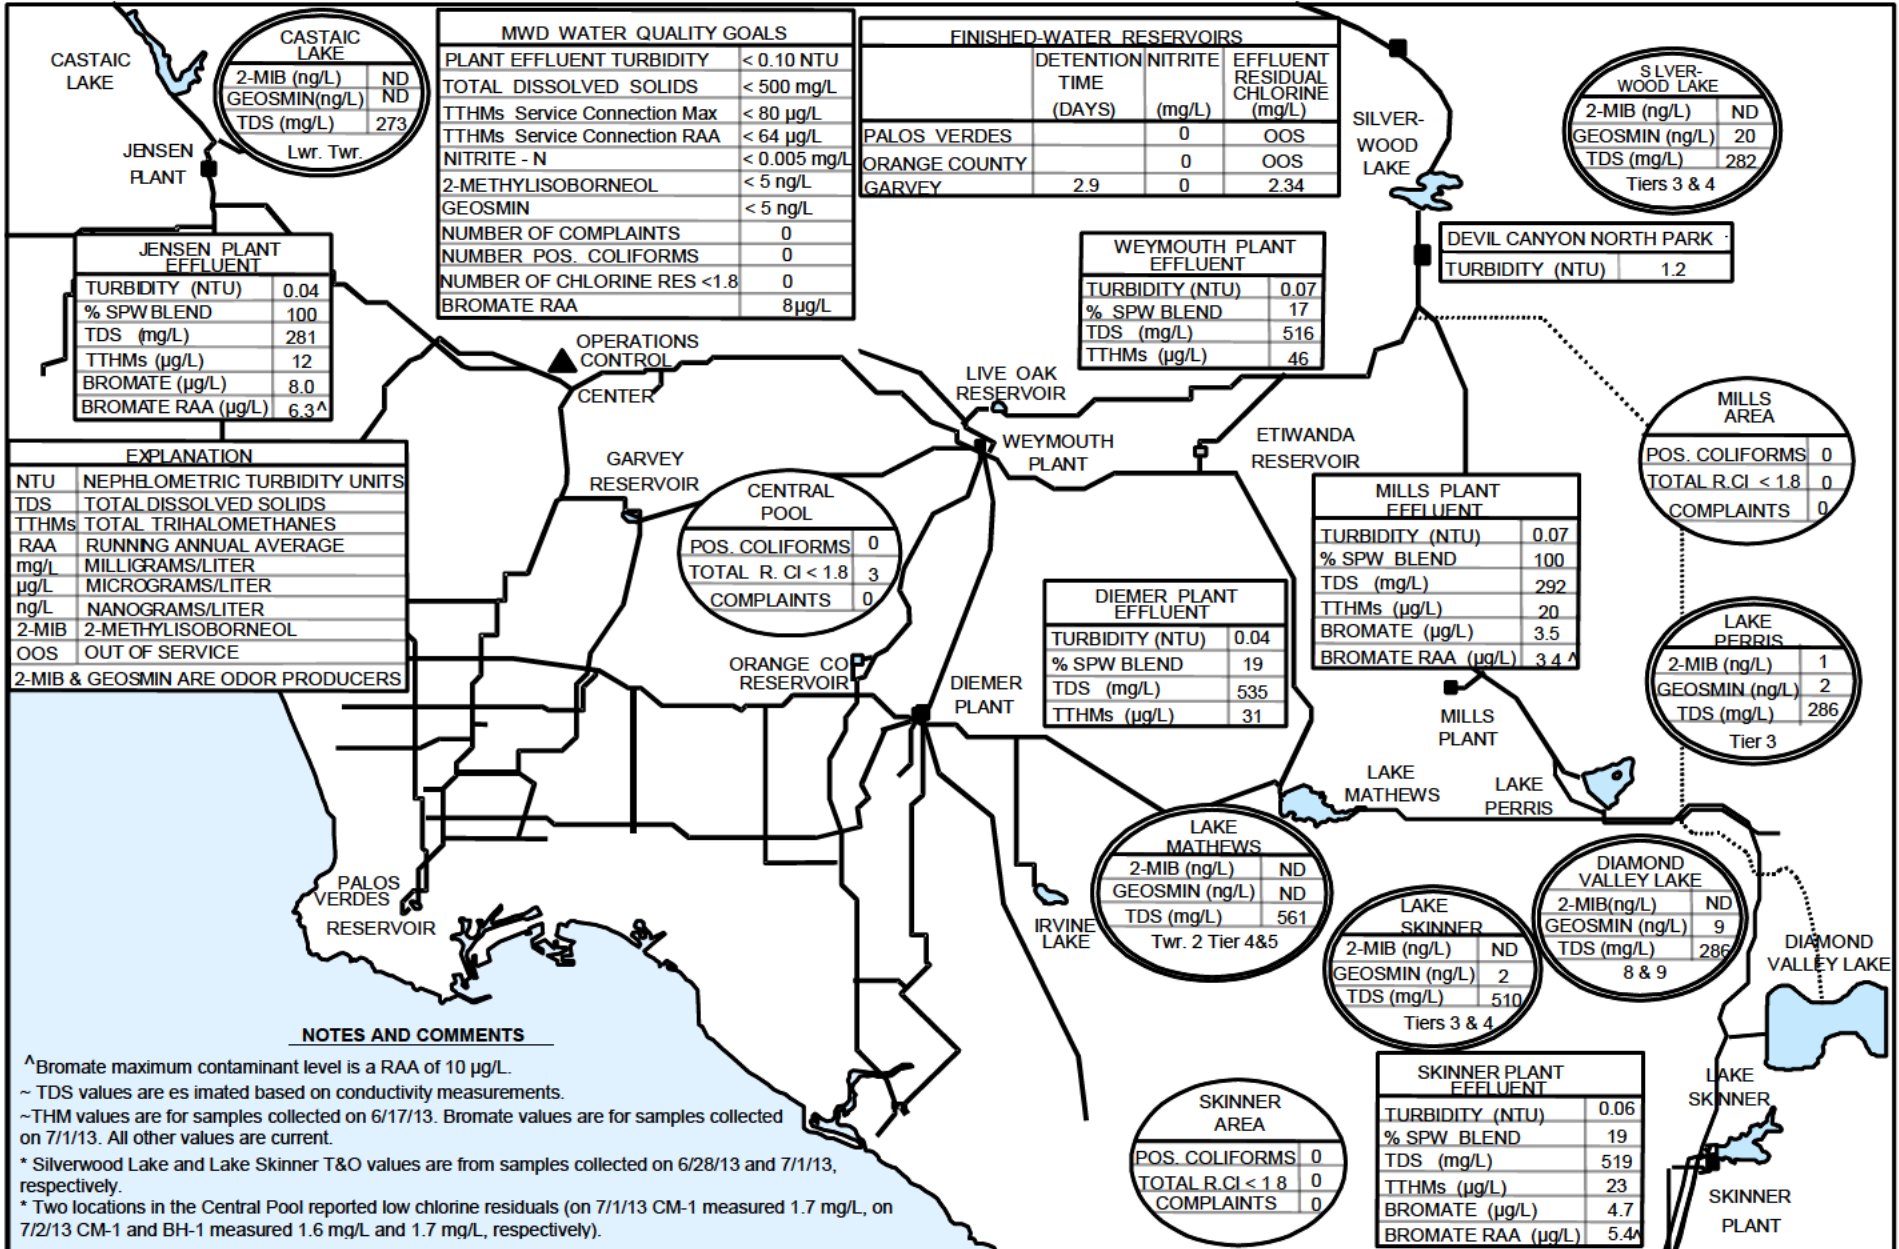 CASTAIC
LAKE
CASTAIC
LAKE
2-MIB (ng/L) ND
GEOSMIN(ng/L) ND
TDS (mg/L) 273
Lwr. Twr.
JENSEN
PLANT
MWD WATER QUALITY GOALS
PLANT EFFLUENT TURBIDITY < 0.10 NTU
TOTAL DISSOLVED SOLIDS < 500 mg/L
TTHMs Service Connection Max < 80 µg/L
TTHMs Service Connection RAA < 64 µg/L
NITRITE - N < 0.005 mg/L
2-METHYLISOBORNEOL < 5 ng/L
GEOSMIN < 5 ng/L
NUMBER OF COMPLAINTS 0
NUMBER POS. COLIFORMS 0
NUMBER OF CHLORINE RES <1.8 0
BROMATE RAA 8µg/L
FINISHED-WATER RESERVOIRS
DETENTION NITRITE EFFLUENT
TIME RESIDUAL
CHLORINE
(DAYS) (mg/L) (mg/L)
PALOS VERDES 0 OOS
ORANGE COUNTY 0 OOS
GARVEY 2.9 0 2.34
SILVER-
WOOD
LAKE
S LVER-
WOOD LAKE
2-MIB (ng/L) ND
GEOSMIN (ng/L) 20
TDS (mg/L) 282
Tiers 3 & 4
DEVIL CANYON NORTH PARK
TURBIDITY (NTU) 1.2
JENSEN PLANT
EFFLUENT
TURBIDITY (NTU) 0.04
% SPW BLEND 100
TDS (mg/L) 281
TTHMs (µg/L) 12
BROMATE (µg/L) 8.0
BROMATE RAA (µg/L) 6.3^
WEYMOUTH PLANT
EFFLUENT
TURBIDITY (NTU) 0.07
% SPW BLEND 17
TDS (mg/L) 516
TTHMs (µg/L) 46
OPERATIONS
CONTROL
CENTER
LIVE OAK
RESERVOIR
WEYMOUTH
PLANT
ETIWANDA
RESERVOIR
MILLS
AREA
POS. COLIFORMS 0
TOTAL R.Cl < 1.8 0
COMPLAINTS 0
EXPLANATION
NTU NEPHELOMETRIC TURBIDITY UNITS
TDS TOTAL DISSOLVED SOLIDS
TTHMs TOTAL TRIHALOMETHANES
RAA RUNNING ANNUAL AVERAGE
mg/L MILLIGRAMS/LITER
µg/L MICROGRAMS/LITER
ng/L NANOGRAMS/LITER
2-MIB 2-METHYLISOBORNEOL
OOS OUT OF SERVICE
2-MIB & GEOSMIN ARE ODOR PRODUCERS
GARVEY
RESERVOIR
CENTRAL
POOL
POS. COLIFORMS 0
TOTAL R. Cl < 1.8 3
COMPLAINTS 0
MILLS PLANT
EFFLUENT
TURBIDITY (NTU) 0.07
% SPW BLEND 100
TDS (mg/L) 292
TTHMs (µg/L) 20
BROMATE (µg/L) 3.5
BROMATE RAA (µg/L) 3 4 ^
DIEMER PLANT
EFFLUENT
TURBIDITY (NTU) 0.04
% SPW BLEND 19
TDS (mg/L) 535
TTHMs (µg/L) 31
LAKE
PERRIS
2-MIB (ng/L) 1
GEOSMIN (ng/L) 2
TDS (mg/L) 286
Tier 3
ORANGE CO
RESERVOIR
DIEMER
PLANT
MILLS
PLANT
LAKE
MATHEWS
LAKE
PERRIS
PALOS
VERDES
RESERVOIR
IRVINE
LAKE
LAKE
MATHEWS
2-MIB (ng/L) ND
GEOSMIN (ng/L) ND
TDS (mg/L) 561
Twr. 2 Tier 4&5
LAKE
SKINNER
2-MIB (ng/L) ND
GEOSMIN (ng/L) 2
TDS (mg/L) 510
Tiers 3 & 4
DIAMOND
VALLEY LAKE
2-MIB(ng/L) ND
GEOSMIN (ng/L) 9
TDS (mg/L) 286
8 & 9
DIAMOND
VALLEY LAKE
NOTES AND COMMENTS
^Bromate maximum contaminant level is a RAA of 10 µg/L.
~ TDS values are es imated based on conductivity measurements.
~THM values are for samples collected on 6/17/13. Bromate values are for samples collected
on 7/1/13. All other values are current.
* Silverwood Lake and Lake Skinner T&O values are from samples collected on 6/28/13 and 7/1/13,
respectively.
* Two locations in the Central Pool reported low chlorine residuals (on 7/1/13 CM-1 measured 1.7 mg/L, on
7/2/13 CM-1 and BH-1 measured 1.6 mg/L and 1.7 mg/L, respectively).
SKINNER
AREA
POS. COLIFORMS 0
TOTAL R.Cl < 1 8 0
COMPLAINTS 0
SKINNER PLANT
EFFLUENT
TURBIDITY (NTU) 0.06
% SPW BLEND 19
TDS (mg/L) 519
TTHMs (µg/L) 23
BROMATE (µg/L) 4.7
BROMATE RAA (µg/L) 5.4^
LAKE
SKINNER
SKINNER
PLANT